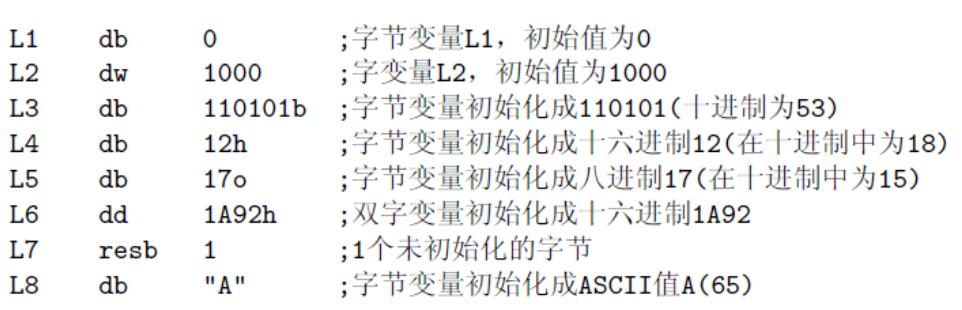 L1 db 0 ;字节变量L1，初始值为0
L2 dw 1000 ;字变量L2，初始值为1000
L3 db 110101b ;字节变量初始化成110101(十进制为53)
L4 db 12h ;字节变量初始化成十六进制12(在十进制中为18)
L5 db 17o ;字节变量初始化成八进制17(在十进制中为15)
L6 dd 1A92h ;双字变量初始化成十六进制1A92
L7 resb 1 ;1个未初始化的字节
L8 db "A" ;字节变量初始化成ASCII值A(65)